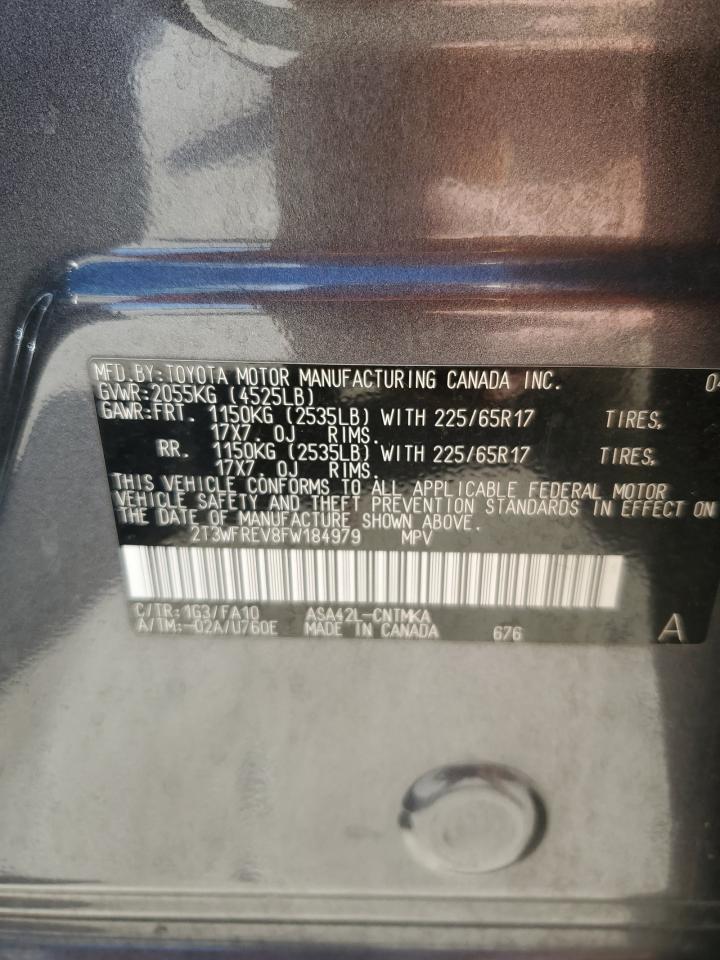 MFD.BY:TOYOTA MOTOR MANUFACTURING CANADA INC.
GVWR:2055KG (4525LB)
GAWR:FRT. 1150KG (2535LB) WITH 225/65R17 TIRES,
17X7. 0J RIMS.
RR. 1150KG (2535LB) WITH 225/65R17 TIRES,
17X7. 0J RIMS.
THIS VEHICLE CONFORMS TO ALL APPLICABLE FEDERAL MOTOR
VEHICLE SAFETY AND THEFT PREVENTION STANDARDS IN EFFECT ON
THE DATE OF MANUFACTURE SHOWN ABOVE.
2T3WFREV8FW184979 MPV
C/TR:1G3/FA10 ASA42L-CNTMKA
A/TM:-02A/U760E MADE IN CANADA 676 A